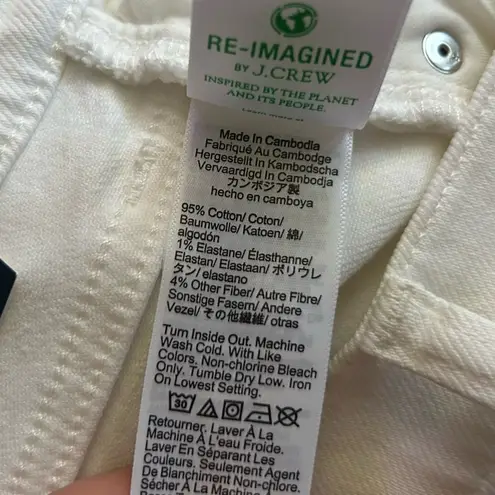 RE-IMAGINED
BY J.CREW
INSPIRED BY THE PLANET
AND ITS PEOPLE.
Made In Cambodia
Fabriqué Au Cambodge
Hergestellt In Kambodscha
Vervaardigd In Cambodja
カンボジア製
hecho en camboya
95% Cotton/ Coton/
Baumwolle/ Katoen/ 綿/
algodón
1% Elastane/ Élasthanne/
Elastan/ Elastaan/ ポリウレ
タン/ elastano
4% Other Fiber/ Autre Fibre/
Sonstige Fasern/ Andere
Vezel/ その他繊維/ otras
Turn Inside Out. Machine
Wash Cold. With Like
Colors. Non-chlorine Bleach
Only. Tumble Dry Low. Iron
On Lowest Setting.
30
Retourner. Laver À La
Machine À L'eau Froide.
Laver En Séparant Les
Couleurs. Seulement Agent
De Blanchiment Non-chlore.
Sécher À La Machine À